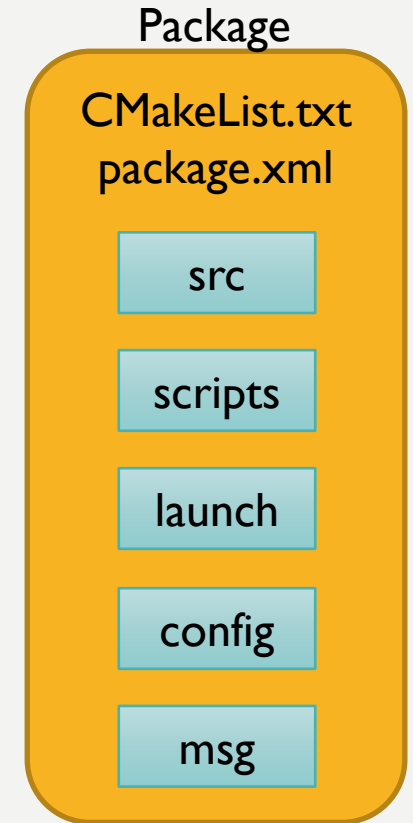 Package
CMakeList.txt
package.xml
src
scripts
launch
config
msg